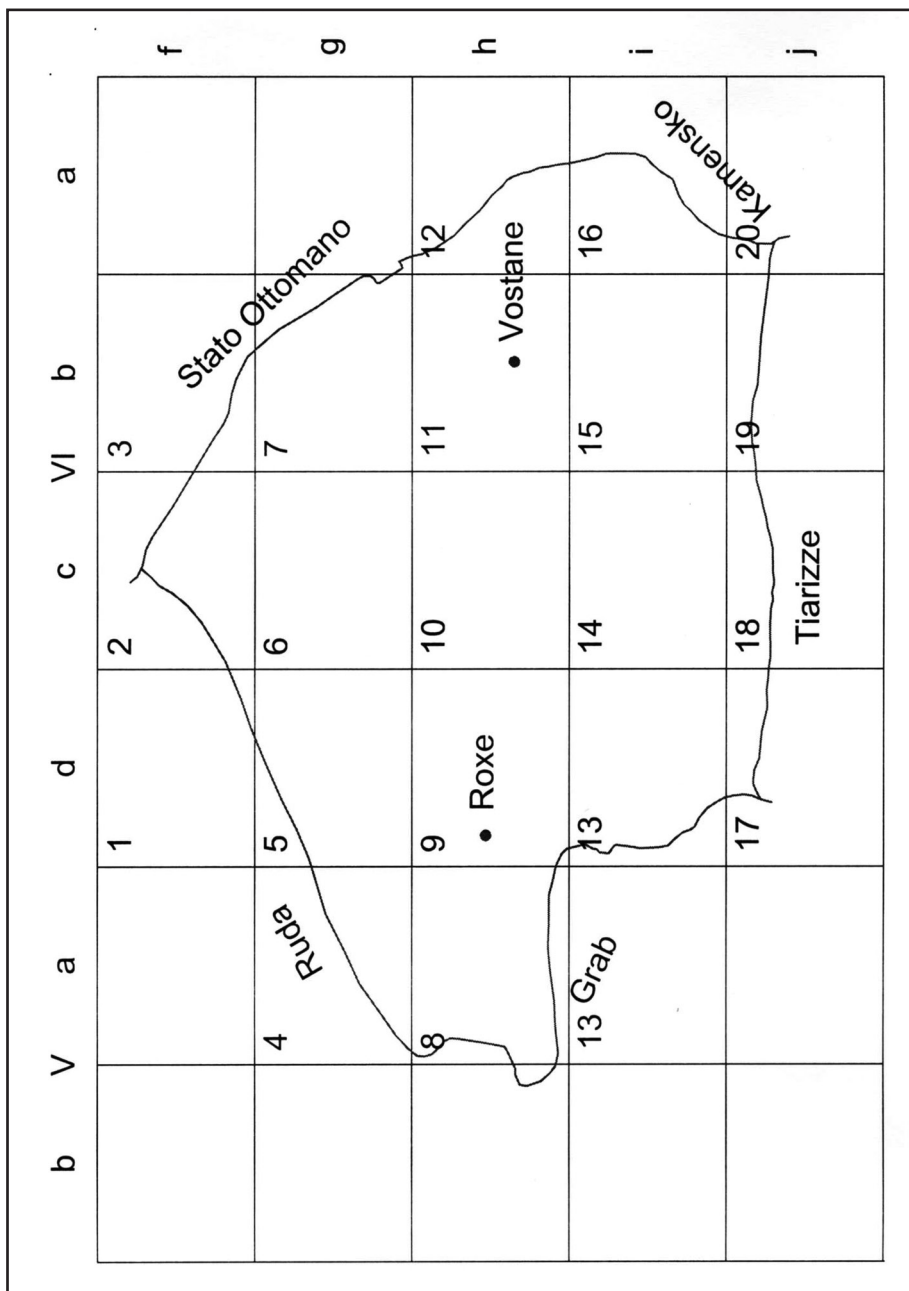 b V a d c VI b a
1 2 3
f
Stato Ottomano
4 5 6 7
Ruda
g
8 9 10 11 12
Roxe
h
Vostane
13 13 14 15 16
Grab
i
Kamensko
17 18 19 20
j
Tiarizze